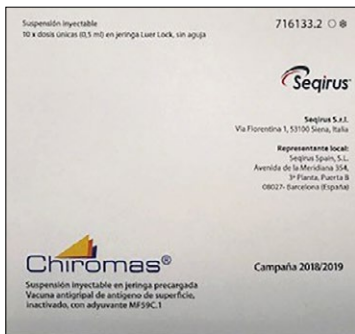 Suspensión inyectable
10 x dosis únicas (0,5 ml) en jeringa Luer Lock, sin aguja
716133.2
Seqirus
Seqirus S.r.l.
Via Florentina 1, 53100 Siena, Italia
Representante local:
Seqirus Spain, S.L.
Avenida de la Meridiana 354,
3ª Planta, Puerta B
08027- Barcelona (España)
Chiromas®
Campaña 2018/2019
Suspensión inyectable en jeringa precargada
Vacuna antigripal de antígeno de superficie,
inactivado, con adyuvante MF59C.1